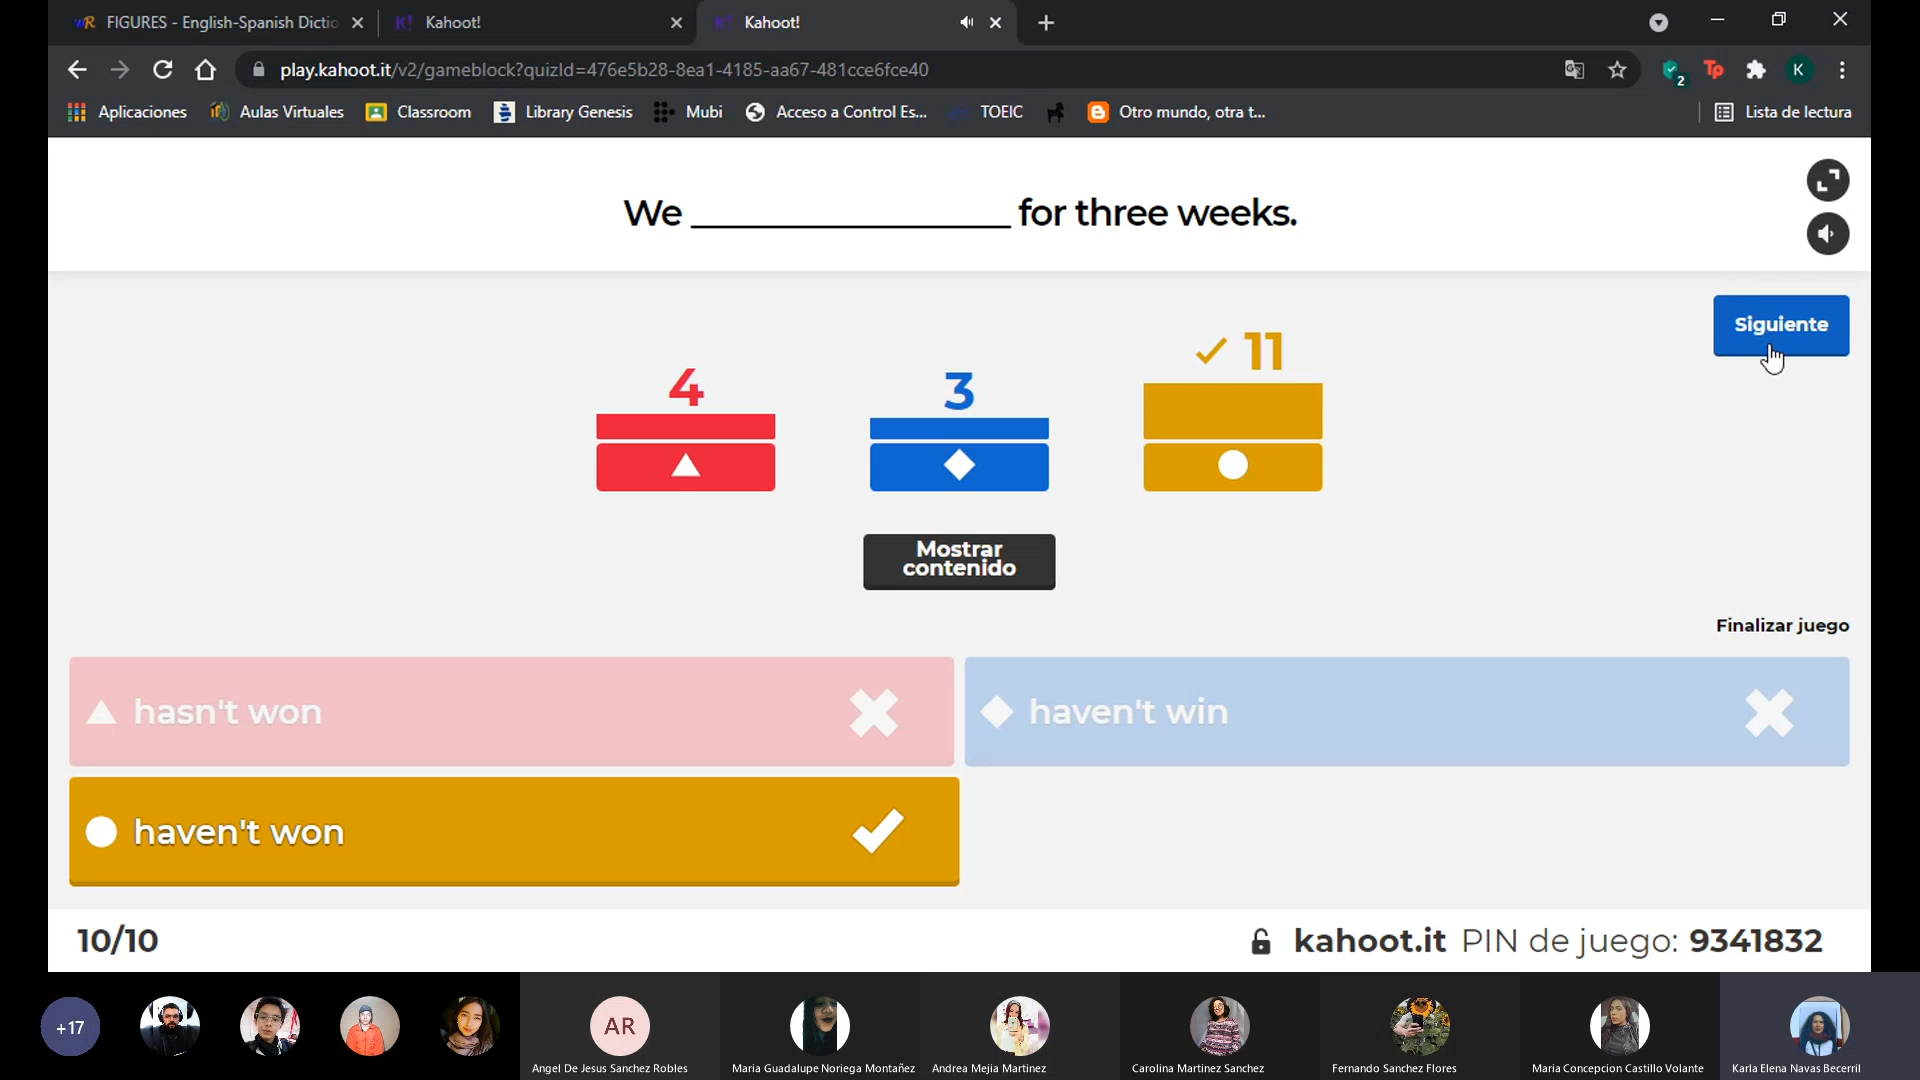 FIGURES - English-Spanish Dictio
Kahoot!
Kahoot!
play.kahoot.it/v2/gameblock?quizId=476e5b28-8ea1-4185-aa67-481cce6fce40
2
Tp
K
Aplicaciones
Aulas Virtuales
Classroom
Library Genesis
Mubi
Acceso a Control Es...
TOEIC
Otro mundo, otra t...
Lista de lectura
We ________________ for three weeks.
Siguiente
4
3
11
Mostrar
contenido
Finalizar juego
hasn't won
haven't win
haven't won
10/10
kahoot.it PIN de juego: 9341832
+17
AR
Angel De Jesus Sanchez Robles
Maria Guadalupe Noriega Montañez
Andrea Mejia Martinez
Carolina Martinez Sanchez
Fernando Sanchez Flores
Maria Concepcion Castillo Volante
Karla Elena Navas Becerril